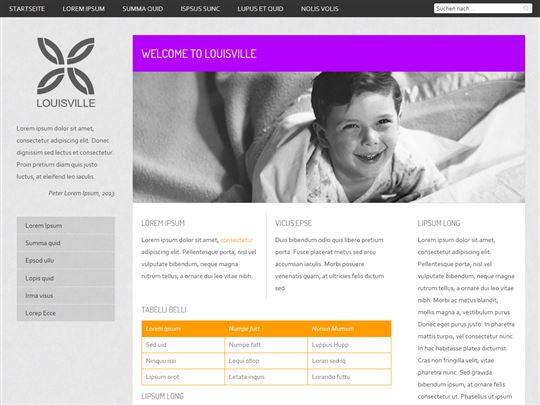 STARTSEITE LOREM IPSUM SUMMA QUID ISPSUS SUNC LUPUS ET QUID NOLIS VOLIS Suchen nac ...
LOUISVILLE
Lorem ipsum dolor sit amet,
consectetur adipiscing elit. Donec
dignissim sed lectus et consectetur.
Proin pretium diam quis justo
luctus, at eleifend leo iaculis.
Peter Lorem Ipsum, 2013
Lorem Ipsum
Summa quid
Epsod ullu
Lopis quid
Irma visus
Lorep Ecce
WELCOME TO LOUISVILLE
LOREM IPSUM
Lorem ipsum dolor sit amet, consectetur
adipiscing elit. Pellentesque porta, nisl vel
vulputate bibendum, neque magna
rutrum tellus, a ornare dui leo vitae nibh.
VICUS EPSE
Duis bibendum odio quis libero pretium
porta. Fusce placerat sem sed arcu
accumsan iaculis. Morbi posuere
venenatis quam, at ultricies felis dictum
sed.
TABELLI BELLI
Lorem Ipsum Numpe fatt Nunun Mumum
Sed uid Numpe fatt Luppus Hupp
Ninquu issi Lequi ollop Loran sed iq
Lipsum orot Letata inquis Lorando futtu
LIPSUM LONG
LIPSUM LONG
Lorem ipsum dolor sit amet,
consectetur adipiscing elit.
Pellentesque porta, nisl vel
vulputate bibendum, neque
magna rutrum tellus, a ornare
dui leo vitae nibh.
Morbi ac metus blandit,
mollis magna a, vestibulum purus.
Donec eget purus justo. In
pharetra mattis turpis, vel
consectetur nunc. In hac habitasse
platea dictumst. Cras non
fringilla velit, vitae pharetra
nunc. Sed gravida bibendum
ipsum, at ornare felis consectetur
ut. Phasellus ut ipsum